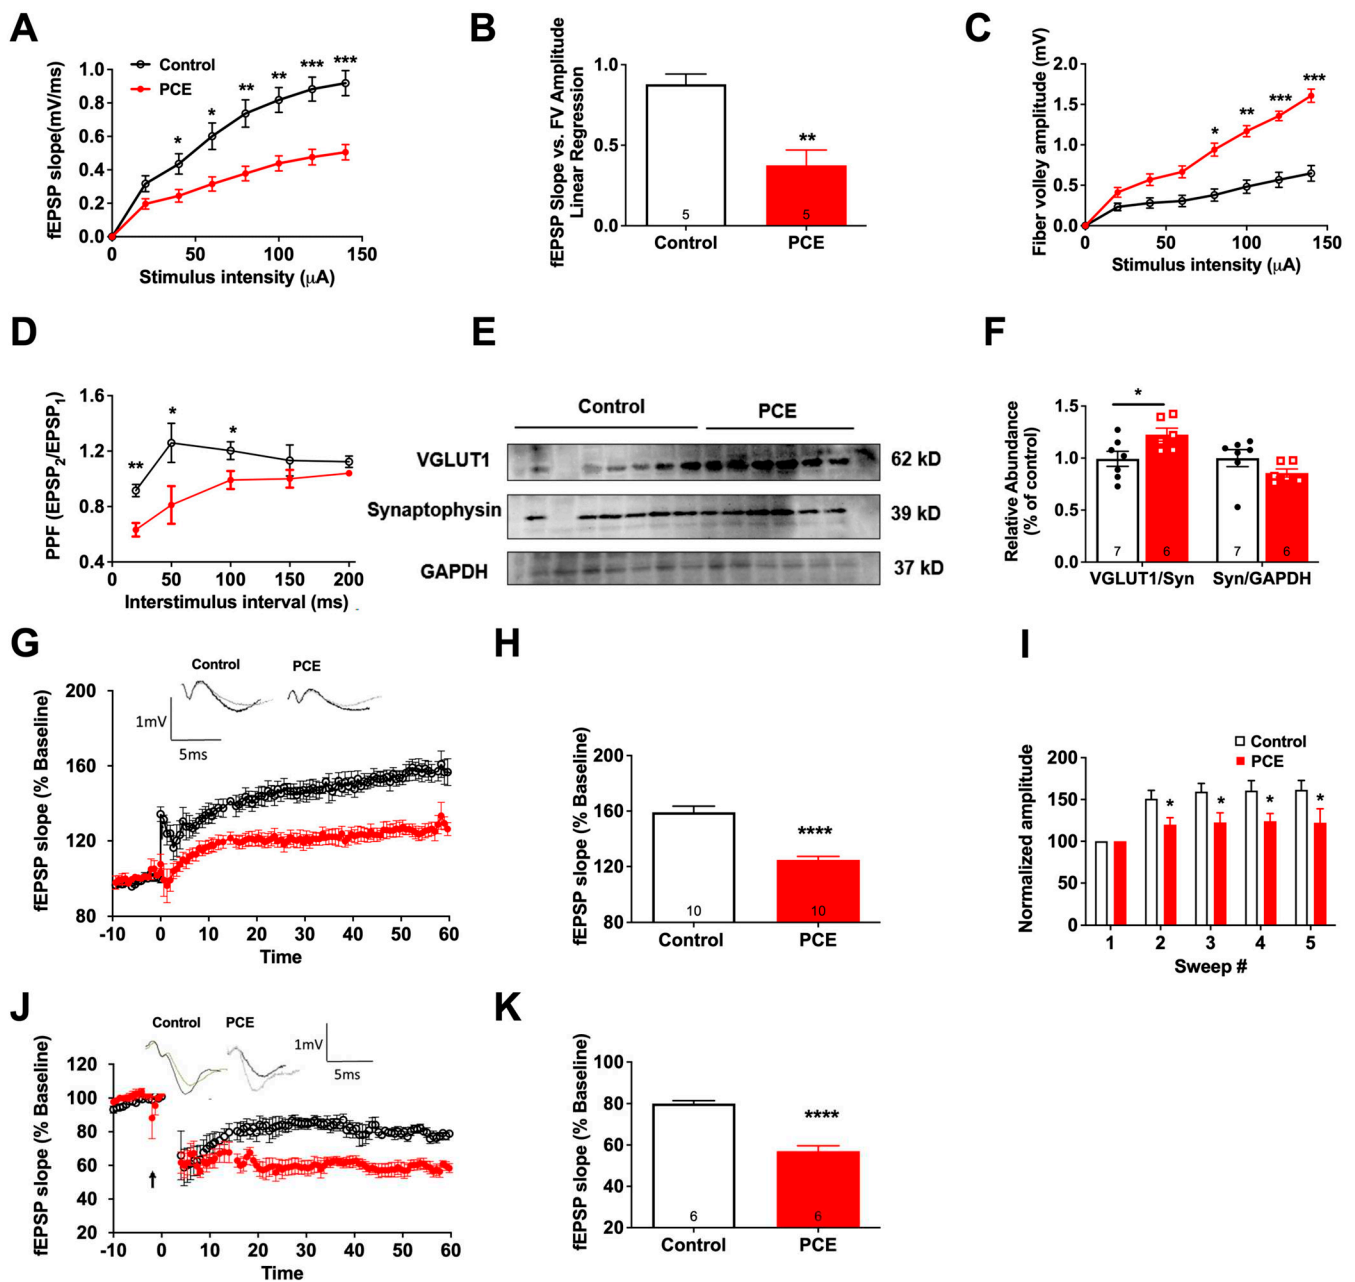 A
fEPSP slope(mV/ms)
1.0
0.8
0.6
0.4
0.2
0.0
Control
PCE
*
*
**
**
***
***
0
50
100
150
Stimulus intensity (μA)
B
fEPSP Slope vs. FV Amplitude
Linear Regression
1.0
0.5
0.0
**
5
5
Control
PCE
C
Fiber volley amplitude (mV)
2.0
1.5
1.0
0.5
0.0
*
**
***
***
0
50
100
150
Stimulus intensity (μA)
D
PPF (EPSP2/EPSP1)
1.6
1.2
0.8
0.4
**
*
*
0
50
100
150
200
Interstimulus interval (ms)
E
Control
PCE
VGLUT1
62 kD
Synaptophysin
39 kD
GAPDH
37 kD
F
Relative Abundance
(% of control)
1.5
1.0
0.5
0.0
*
7
6
7
6
VGLUT1/Syn
Syn/GAPDH
G
fEPSP slope (% Baseline)
Control
PCE
1mV
5ms
200
160
120
80
-10
0
10
20
30
40
50
60
Time
H
fEPSP slope (% Baseline)
200
160
120
80
****
10
10
Control
PCE
I
Normalized amplitude
Control
PCE
200
150
100
50
0
*
*
*
*
1
2
3
4
5
Sweep #
J
fEPSP slope (% Baseline)
Control
PCE
1mV
5ms
120
100
80
60
40
20
-10
0
10
20
30
40
50
60
Time
K
fEPSP slope (% Baseline)
100
80
60
40
20
****
6
6
Control
PCE